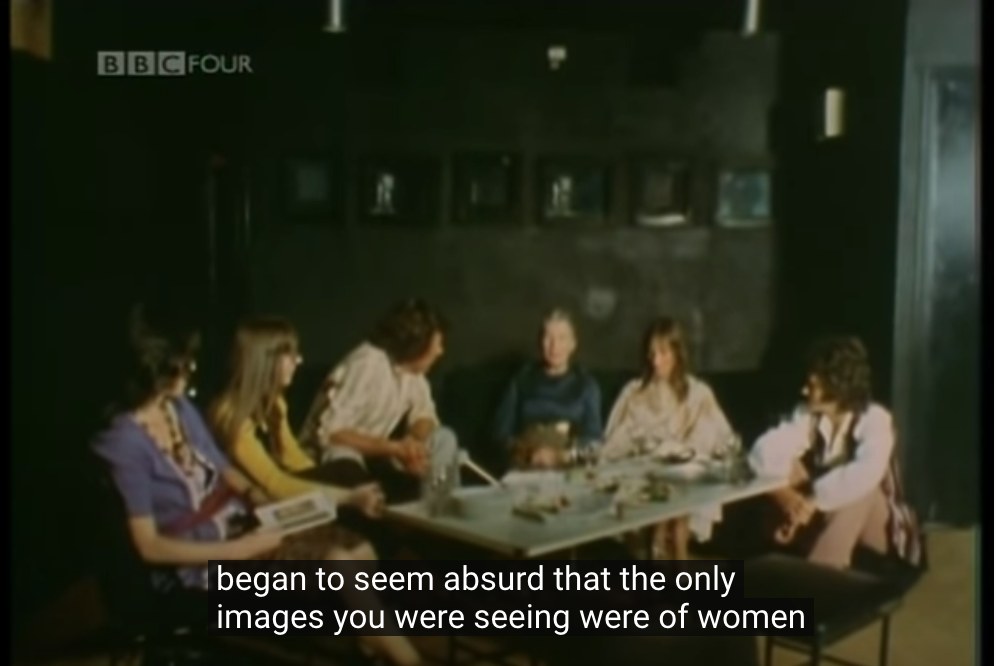 BBC FOUR
began to seem absurd that the only
images you were seeing were of women